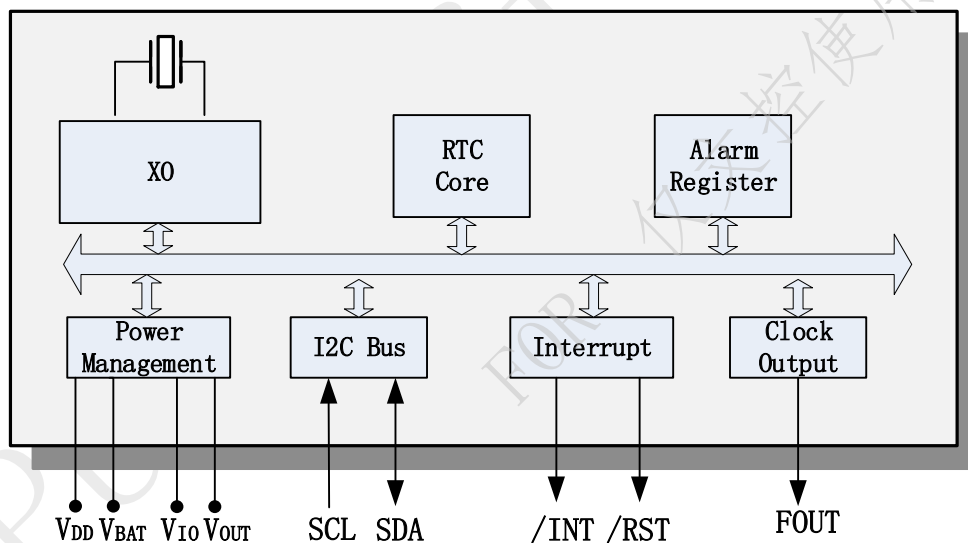 XO
RTC
Core
Alarm
Register
Power
Management
I2C Bus
Interrupt
Clock
Output
VDD VBAT VIO VOUT SCL SDA /INT /RST FOUT
FOR